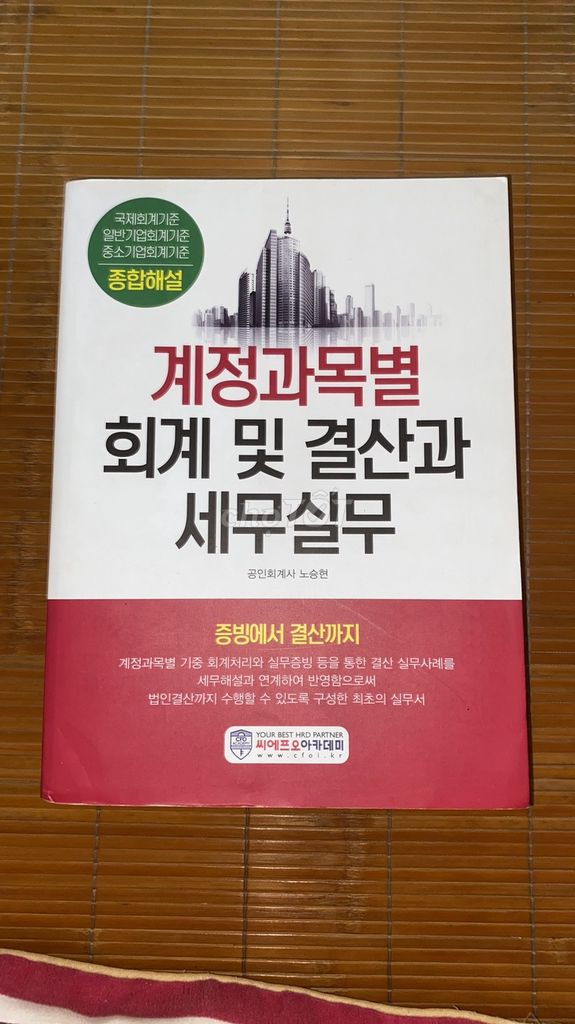 국제회계기준
일반기업회계기준
중소기업회계기준
종합해설
계정과목별
회계 및 결산과
세무실무
chợTỐT
공인회계사 노승현
증빙에서 결산까지
계정과목별 기중 회계처리와 실무증빙 등을 통한 결산 실무사례를
세무해설과 연계하여 반영함으로써
법인결산까지 수행할 수 있도록 구성한 최초의 실무서
CFO
YOUR BEST HRD PARTNER
씨에프오아카데미
www.cfoi.kr